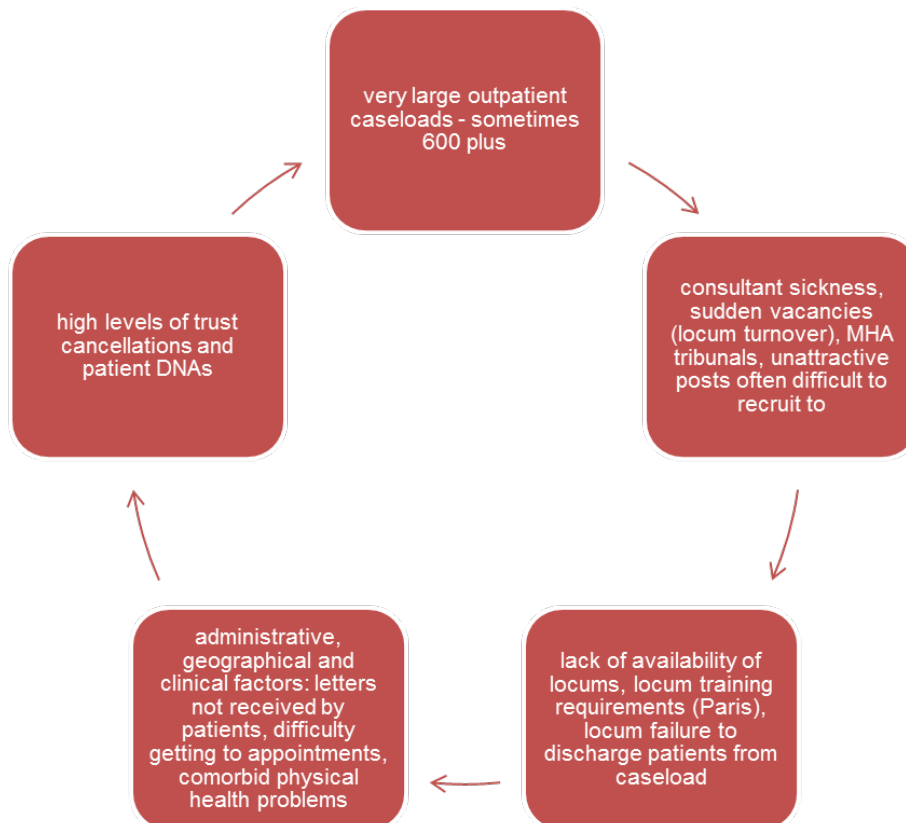 very large outpatient
caseloads - sometimes
600 plus
consultant sickness,
sudden vacancies
(locum turnover), MHA
tribunals, unattractive
posts often difficult to
recruit to
lack of availability of
locums, locum training
requirements (Paris),
locum failure to
discharge patients from
caseload
administrative,
geographical and
clinical factors: letters
not received by
patients, difficulty
getting to appointments,
comorbid physical
health problems
high levels of trust
cancellations and
patient DNAs